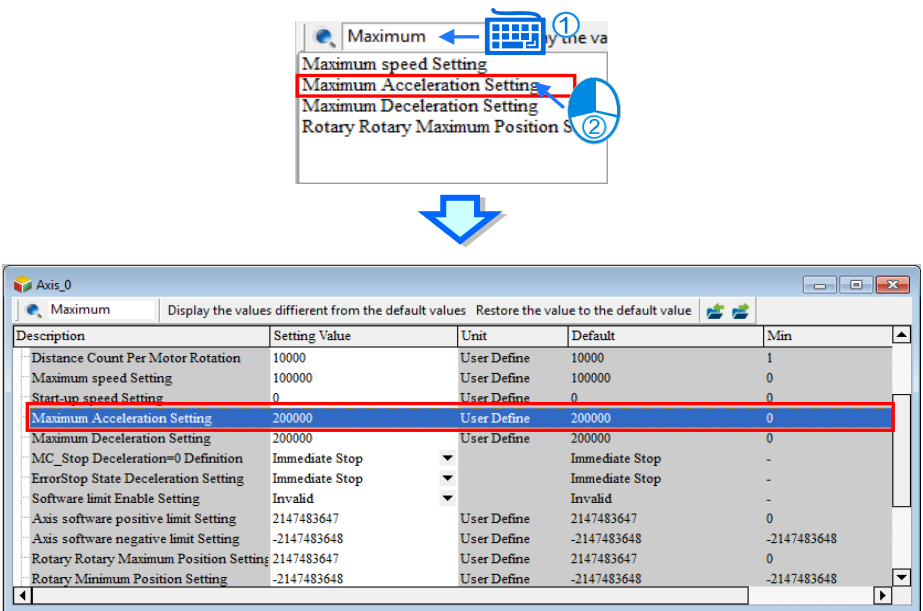 Maximum
①
ay the va
Maximum speed Setting
Maximum Acceleration Setting
Maximum Deceleration Setting
Rotary Rotary Maximum Position S
②
Axis_0
Maximum Display the values diffierent from the default values Restore the value to the default value
Description Setting Value Unit Default Min
Distance Count Per Motor Rotation 10000 User Define 10000 1
Maximum speed Setting 100000 User Define 100000 0
Start-up speed Setting 0 User Define 0 0
Maximum Acceleration Setting 200000 User Define 200000 0
Maximum Deceleration Setting 200000 User Define 200000 0
MC_Stop Deceleration=0 Definition Immediate Stop Immediate Stop -
ErrorStop State Deceleration Setting Immediate Stop Immediate Stop -
Software limit Enable Setting Invalid Invalid -
Axis software positive limit Setting 2147483647 User Define 2147483647 0
Axis software negative limit Setting -2147483648 User Define -2147483648 -2147483648
Rotary Rotary Maximum Position Setting 2147483647 User Define 2147483647 0
Rotary Minimum Position Setting -2147483648 User Define -2147483648 -2147483648